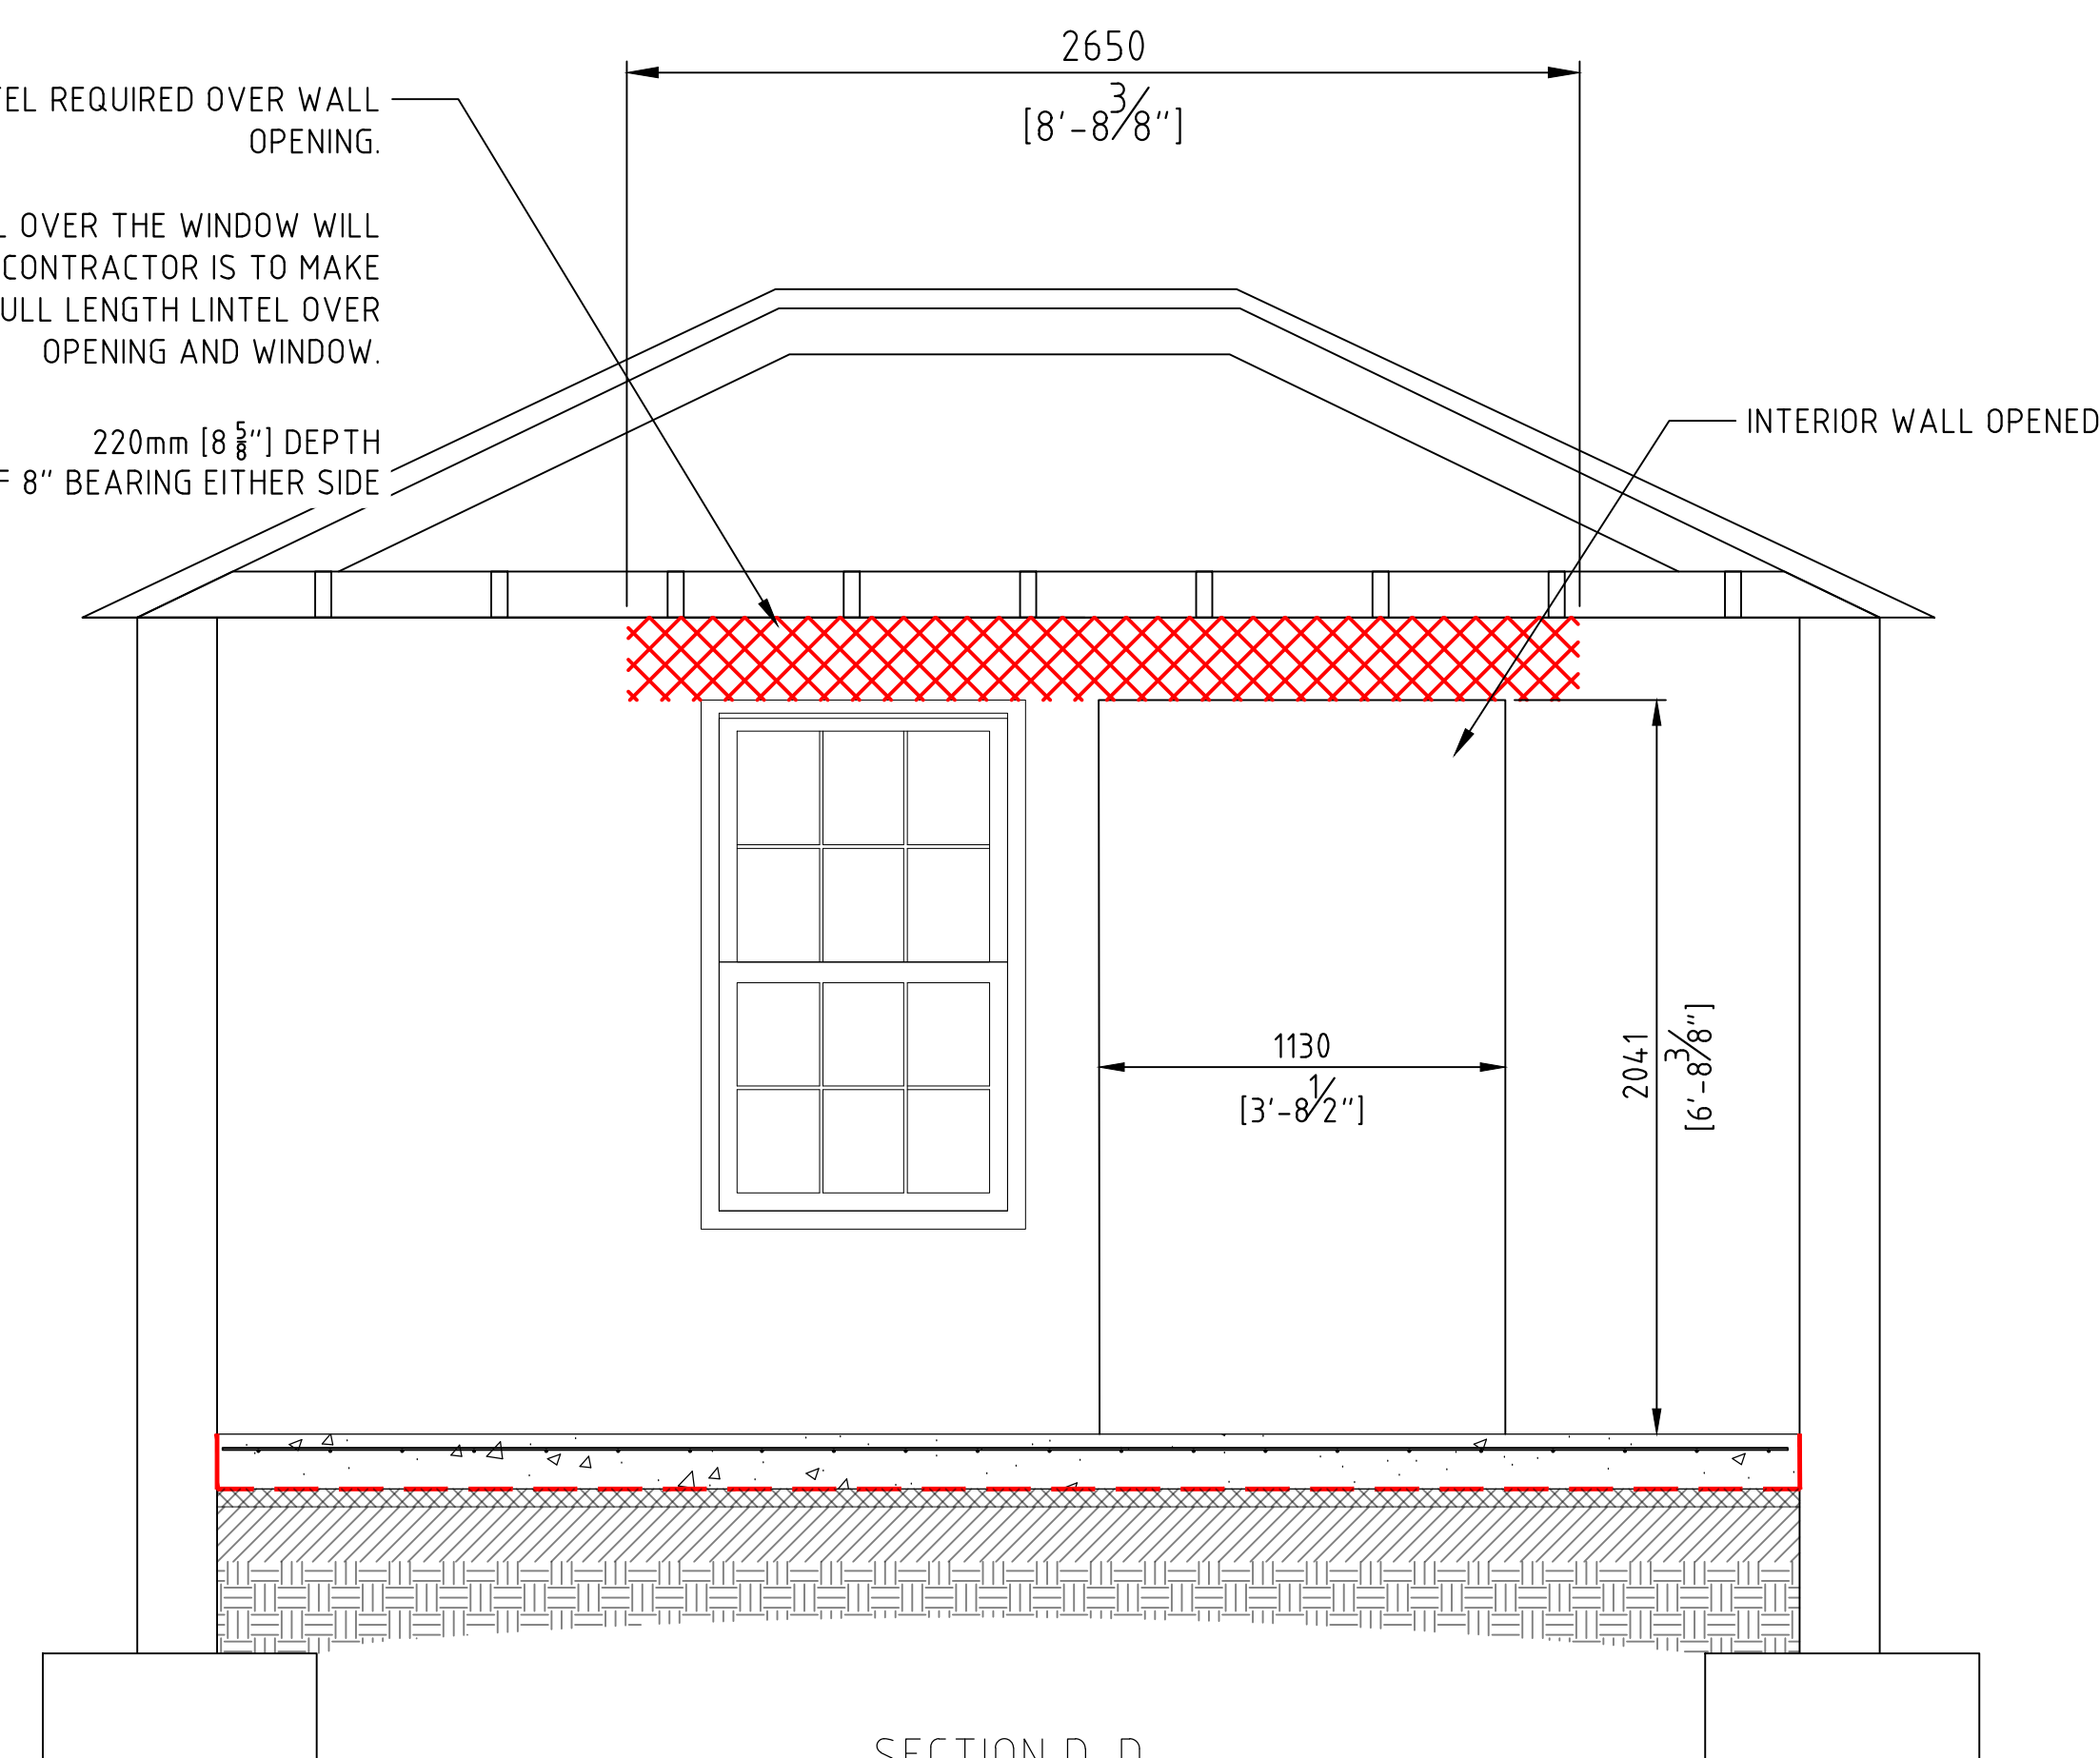 2650
[8'-8 3/8"]
REQUIRED OVER WALL
OPENING.
OVER THE WINDOW WILL
CONTRACTOR IS TO MAKE
LENGTH LINTEL OVER
OPENING AND WINDOW.
220mm [8 5/8"] DEPTH
8" BEARING EITHER SIDE
INTERIOR WALL OPENED
1130
[3'-8 1/2"]
2041
[6'-8 3/8"]
SECTION